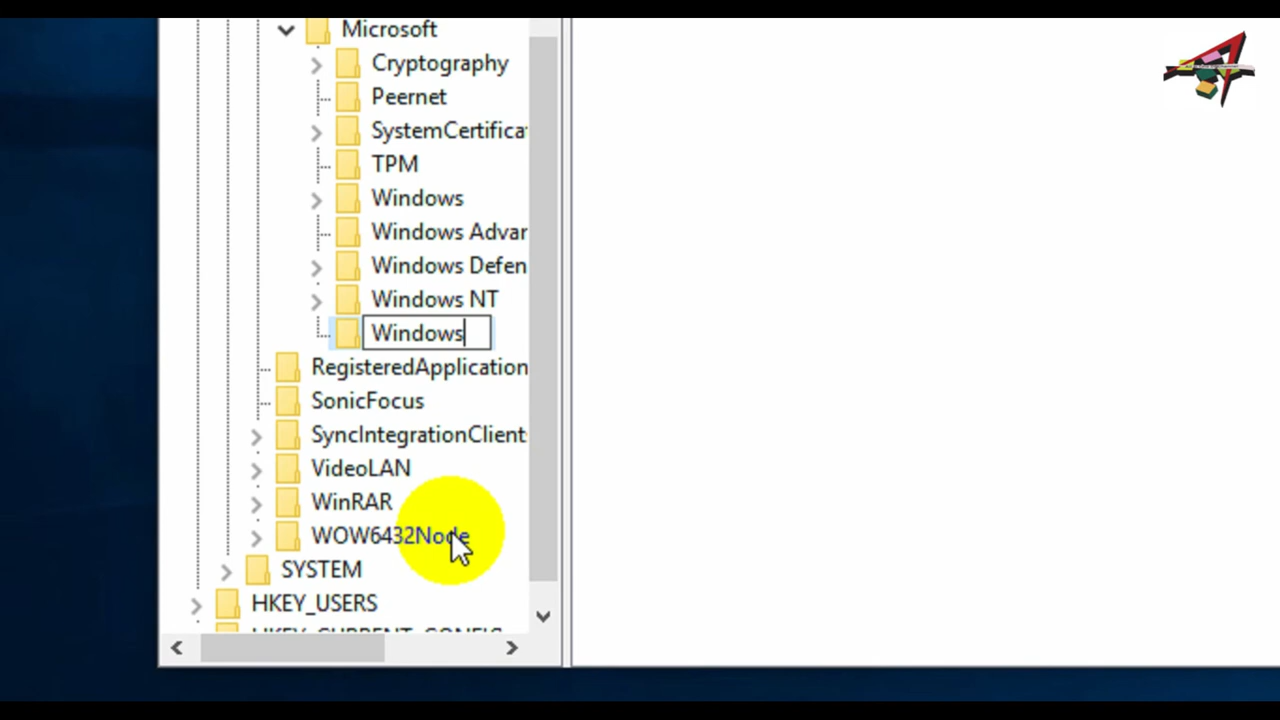 Microsoft
Cryptography
Peernet
SystemCertifica
TPM
Windows
Windows Advar
Windows Defen
Windows NT
Windows
RegisteredApplication
SonicFocus
SyncIntegrationClient
VideoLAN
WinRAR
WOW6432Node
SYSTEM
HKEY_USERS
HKEY_CURRENT_CONFIG